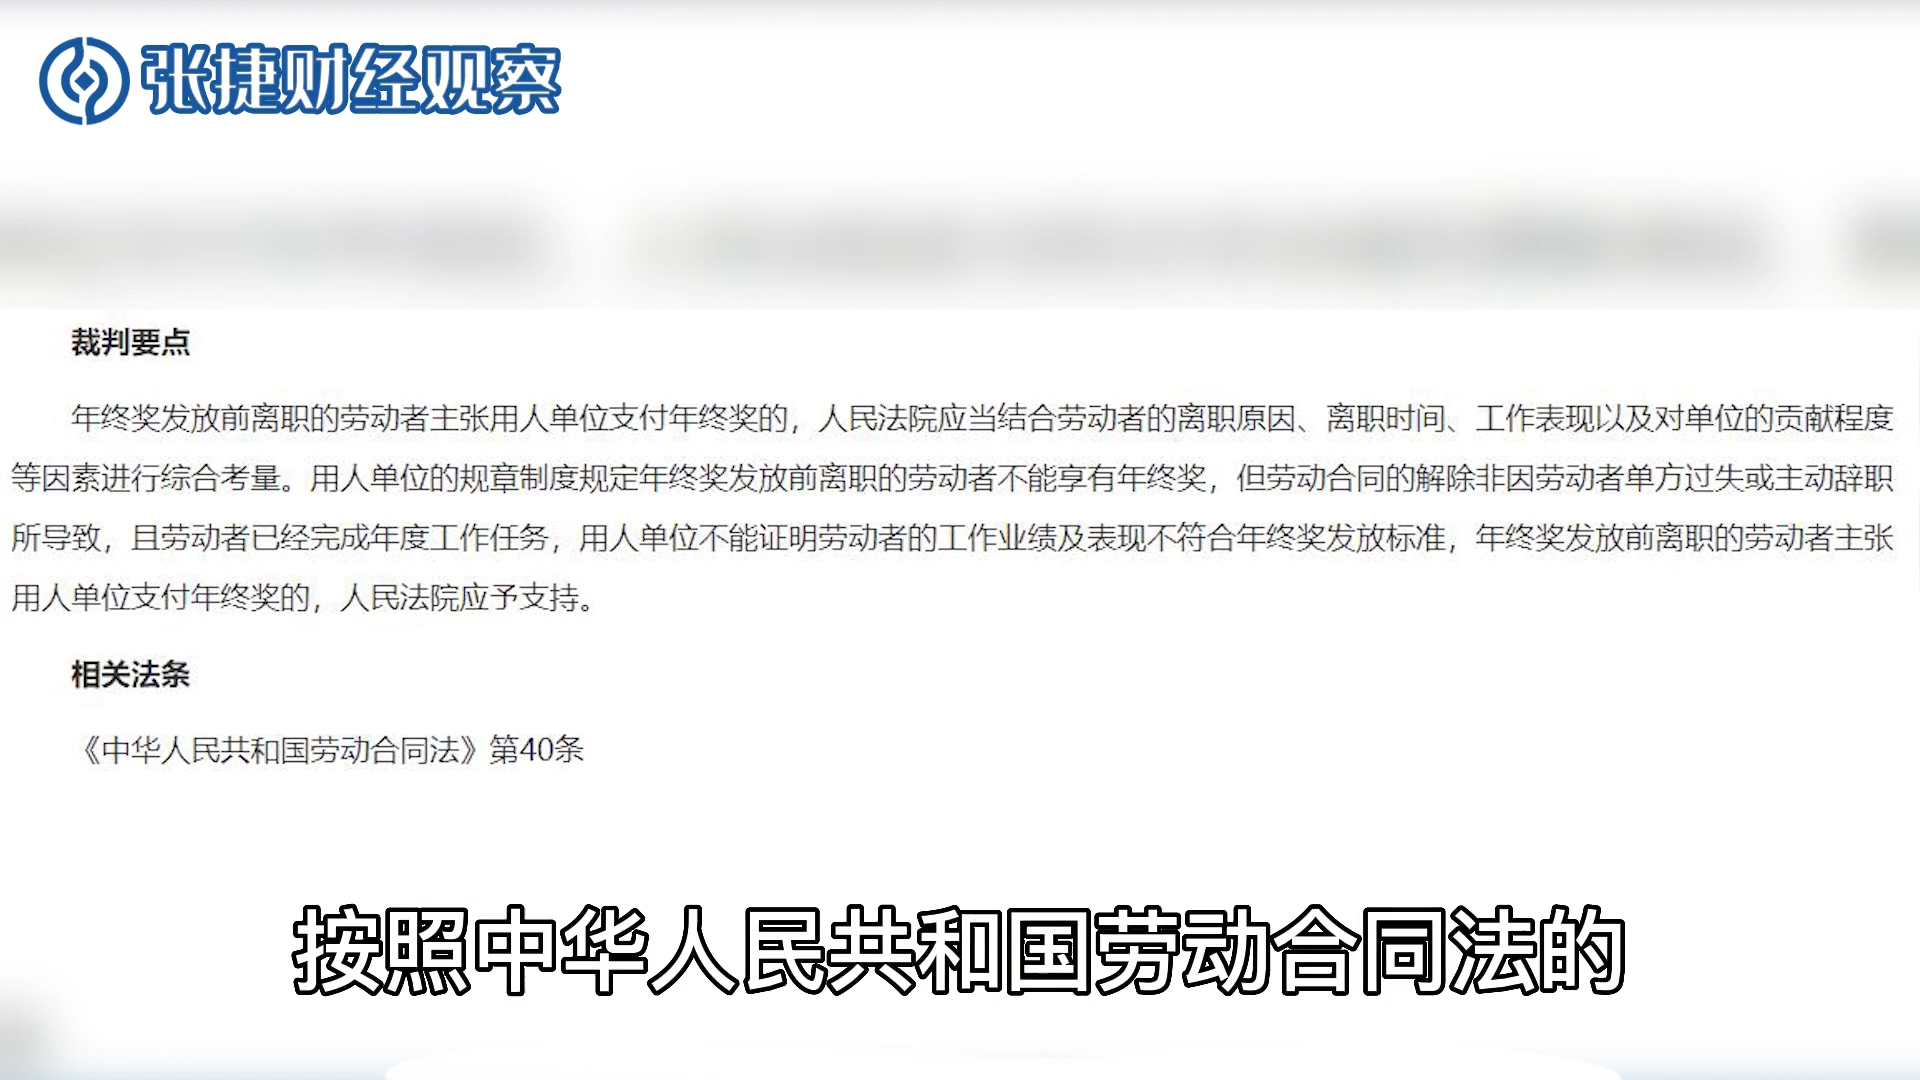 张捷财经观察
裁判要点
年终奖发放前离职的劳动者主张用人单位支付年终奖的，人民法院应当结合劳动者的离职原因、离职时间、工作表现以及对单位的贡献程度
等因素进行综合考量。用人单位的规章制度规定年终奖发放前离职的劳动者不能享有年终奖，但劳动合同的解除非因劳动者单方过失或主动辞职
所导致，且劳动者已经完成年度工作任务，用人单位不能证明劳动者的工作业绩及表现不符合年终奖发放标准，年终奖发放前离职的劳动者主张
用人单位支付年终奖的，人民法院应予支持。
相关法条
《中华人民共和国劳动合同法》第40条
按照中华人民共和国劳动合同法的